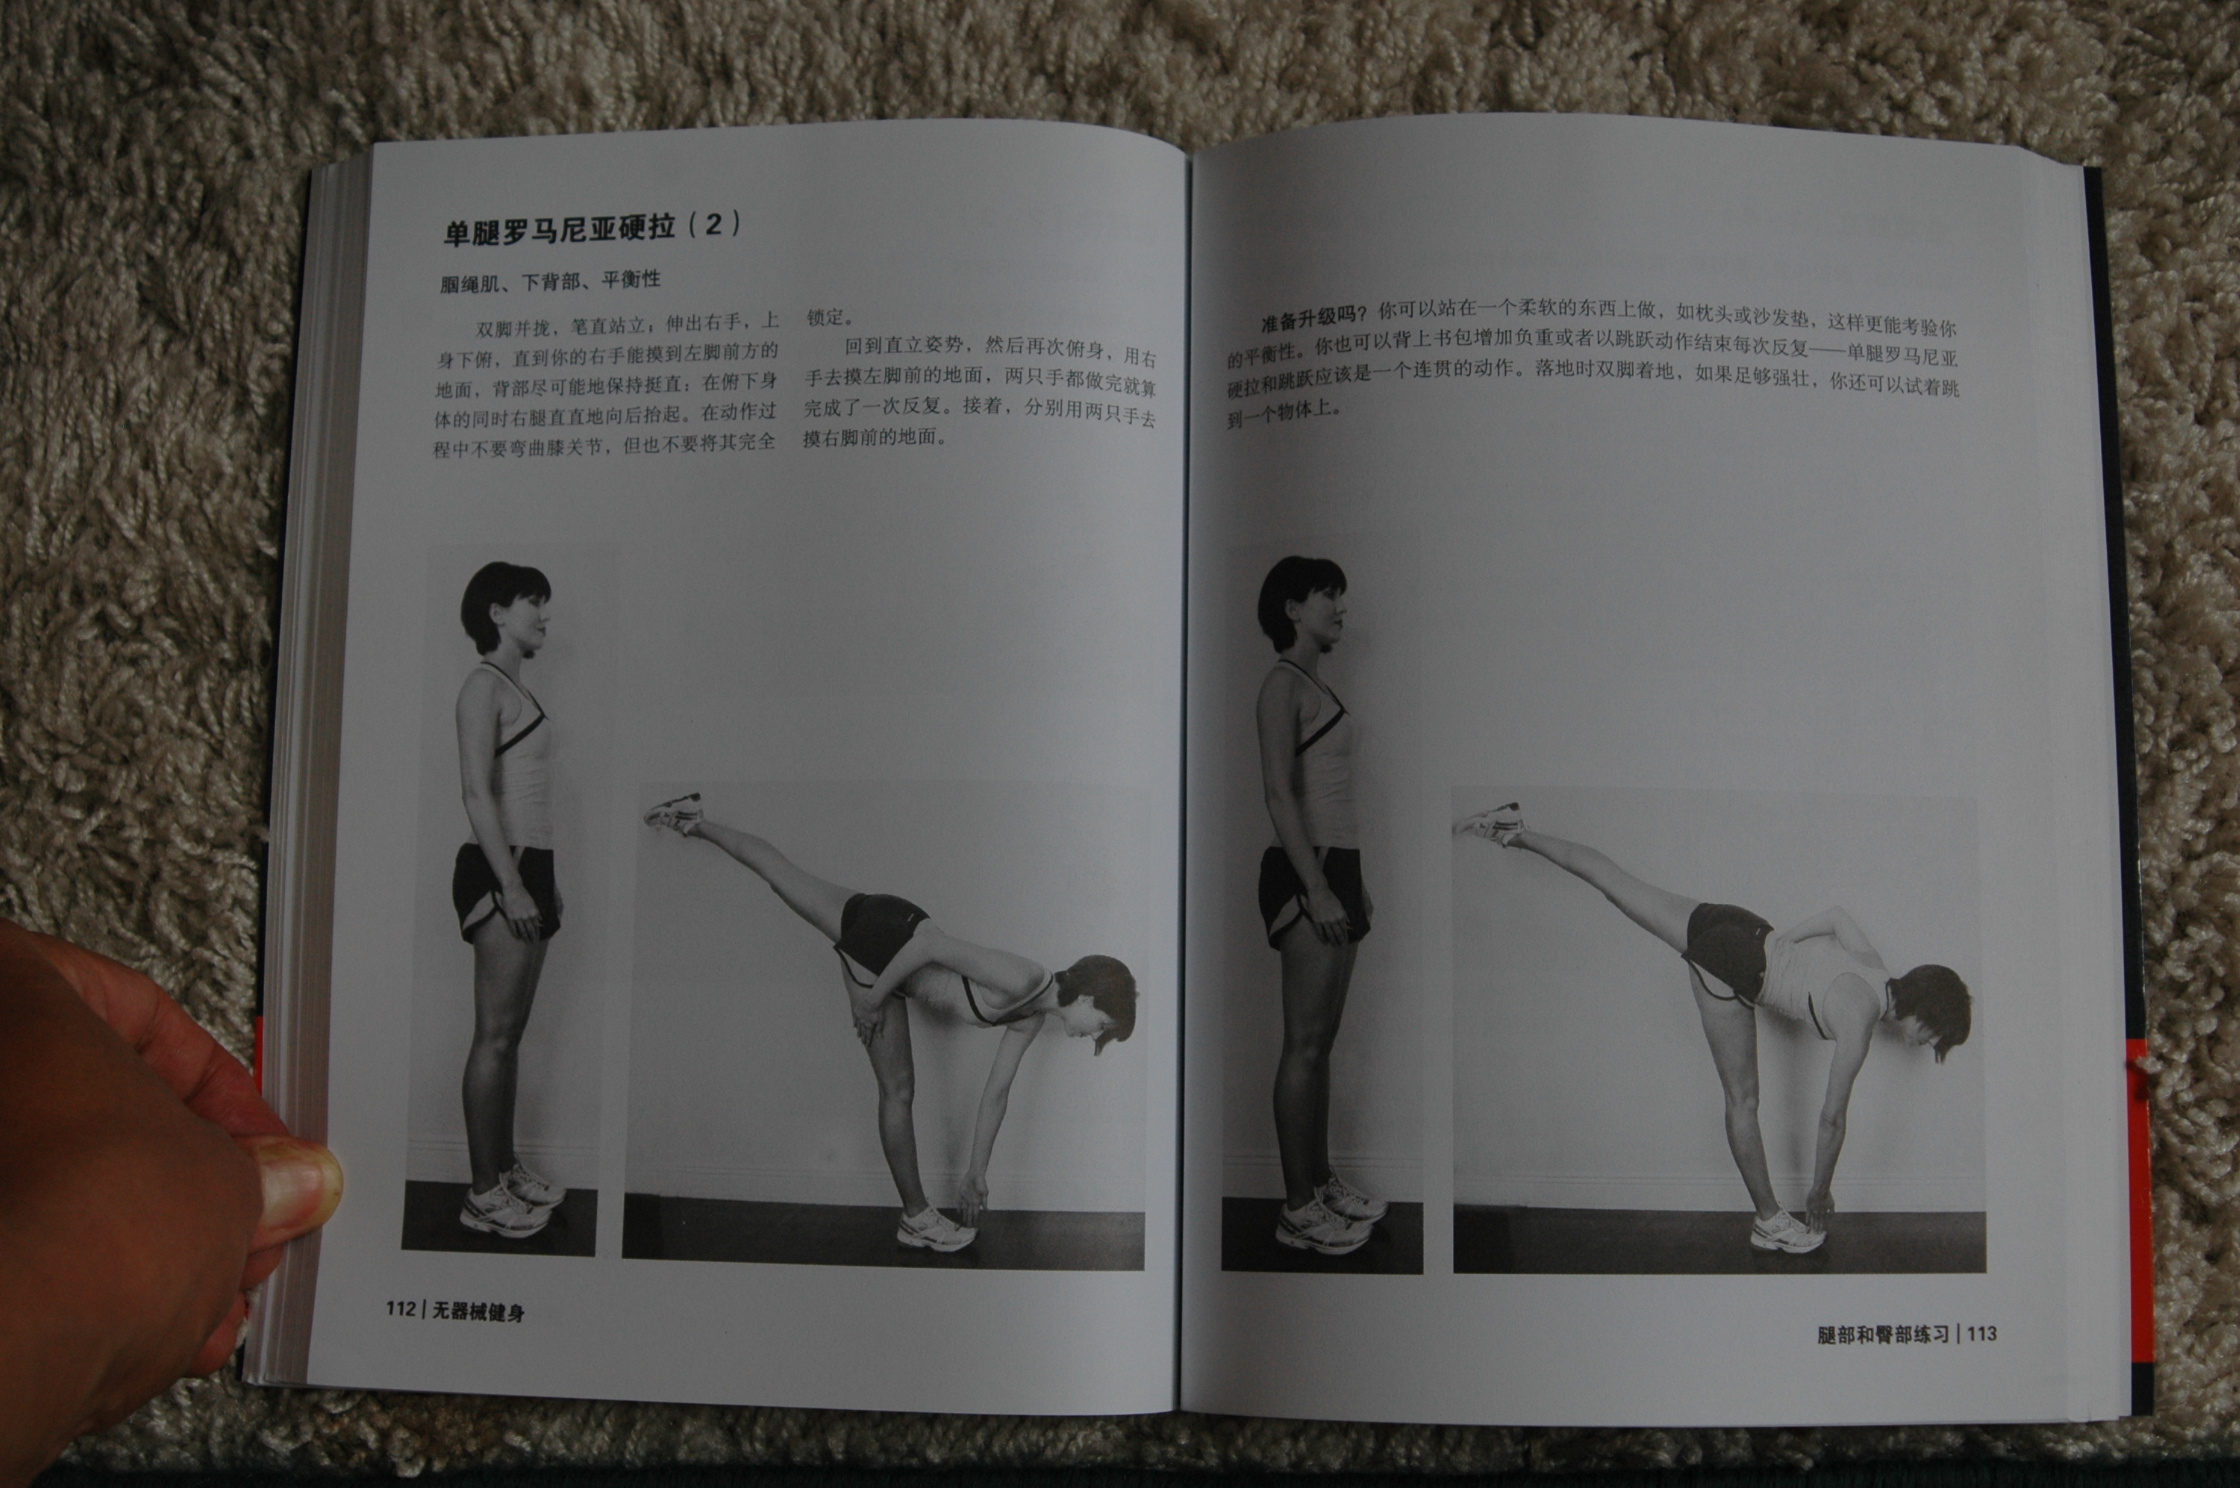 单腿罗马尼亚硬拉（2）
腘绳肌、下背部、平衡性
双脚并拢，笔直站立，伸出右手，上
身下俯，直到你的右手能摸到左脚前方的
地面，背部尽可能地保持挺直；在俯下身
体的同时右腿直直地向后抬起。在动作过
程中不要弯曲膝关节，但也不要将其完全
锁定。
回到直立姿势，然后再次俯身，用右
手去摸左脚前的地面，两只手都做完就算
完成了一次反复。接着，分别用两只手去
摸右脚前的地面。
112 | 无器械健身
准备升级吗？你可以站在一个柔软的东西上做，如枕头或沙发垫，这样更能考验你
的平衡性。你也可以背上书包增加负重或者以跳跃动作结束每次反复——单腿罗马尼亚
硬拉和跳跃应该是一个连贯的动作。落地时双脚着地，如果足够强壮，你还可以试着跳
到一个物体上。
腿部和臀部练习 | 113